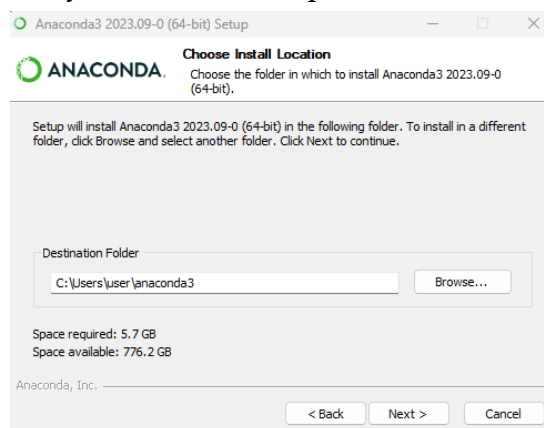 Anaconda3 2023.09-0 (64-bit) Setup
ANACONDA.
Choose Install Location
Choose the folder in which to install Anaconda3 2023.09-0
(64-bit).
Setup will install Anaconda3 2023.09-0 (64-bit) in the following folder. To install in a different
folder, click Browse and select another folder. Click Next to continue.
Destination Folder
C:\Users\user\anaconda3
Browse...
Space required: 5.7 GB
Space available: 776.2 GB
Anaconda, Inc.
< Back Next > Cancel